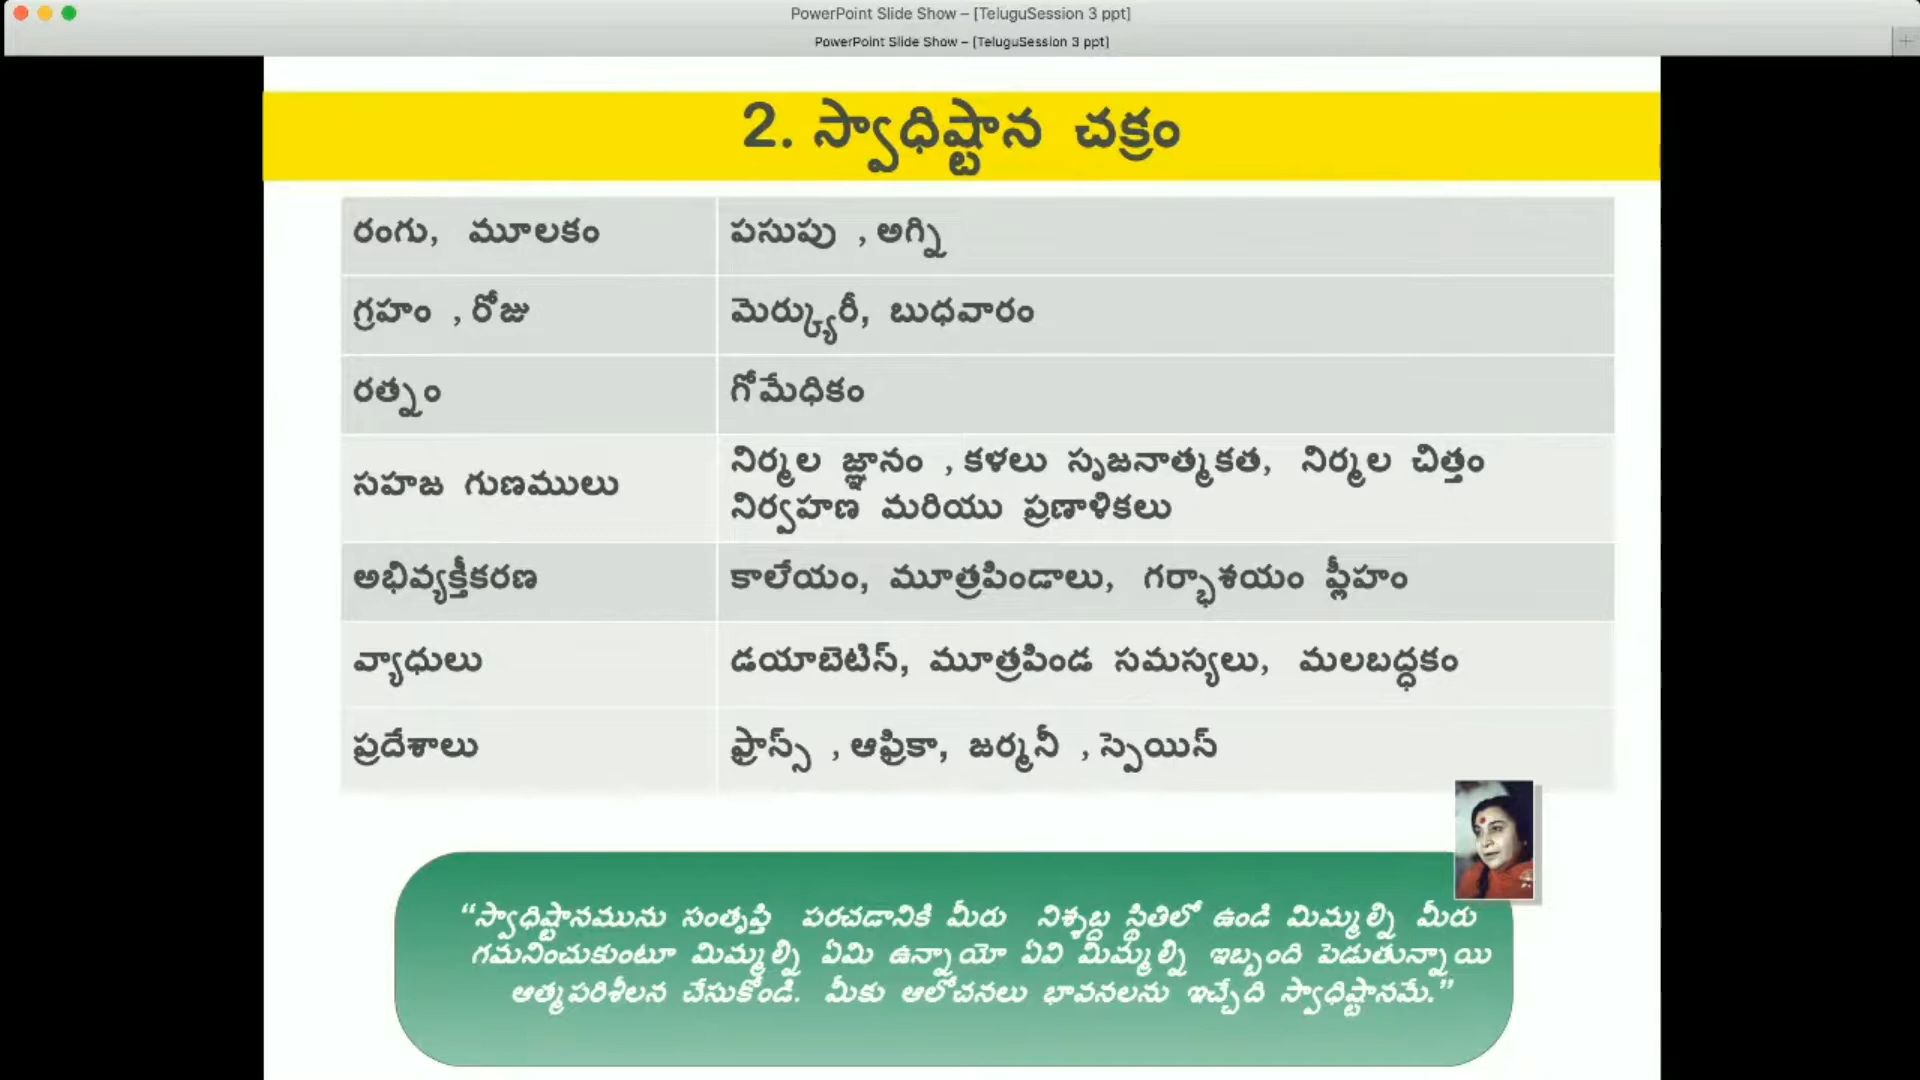 PowerPoint Slide Show – [TeluguSession 3 ppt]
PowerPoint Slide Show – [TeluguSession 3 ppt]
2. స్వాధిష్టాన చక్రం
రంగు, మూలకం
పసుపు , అగ్ని
గ్రహం , రోజు
మెర్క్యురీ, బుధవారం
రత్నం
గోమేధికం
సహజ గుణములు
నిర్మల జ్ఞానం , కళలు సృజనాత్మకత, నిర్మల చిత్తం
నిర్వహణ మరియు ప్రణాళికలు
అభివ్యక్తీకరణ
కాలేయం, మూత్రపిండాలు, గర్భాశయం ప్లీహం
వ్యాధులు
డయాబెటిస్, మూత్రపిండ సమస్యలు, మలబద్ధకం
ప్రదేశాలు
ఫ్రాన్స్ , ఆఫ్రికా, జర్మనీ , స్పెయిన్
“స్వాధిష్టానమును సంతృప్తి పరచడానికి మీరు నిశ్శబ్ద స్థితిలో ఉండి మిమ్మల్ని మీరు
గమనించుకుంటూ మిమ్మల్ని ఏమి ఉన్నాయో ఏవి మిమ్మల్ని ఇబ్బంది పెడుతున్నాయి
ఆత్మపరిశీలన చేసుకోండి. మీకు ఆలోచనలు భావనలను ఇచ్చేది స్వాధిష్టానమే.”